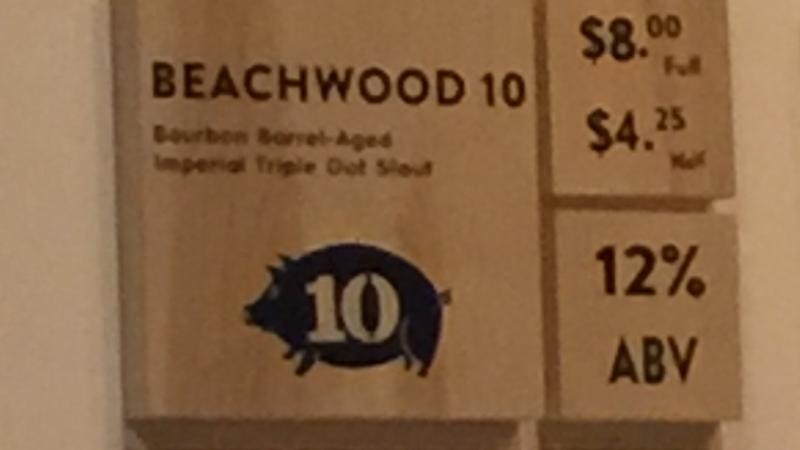 BEACHWOOD 10
Bourbon Barrel-Aged
Imperial Triple Oat Stout
10
$8.00
Full
$4.25
Half
12%
ABV